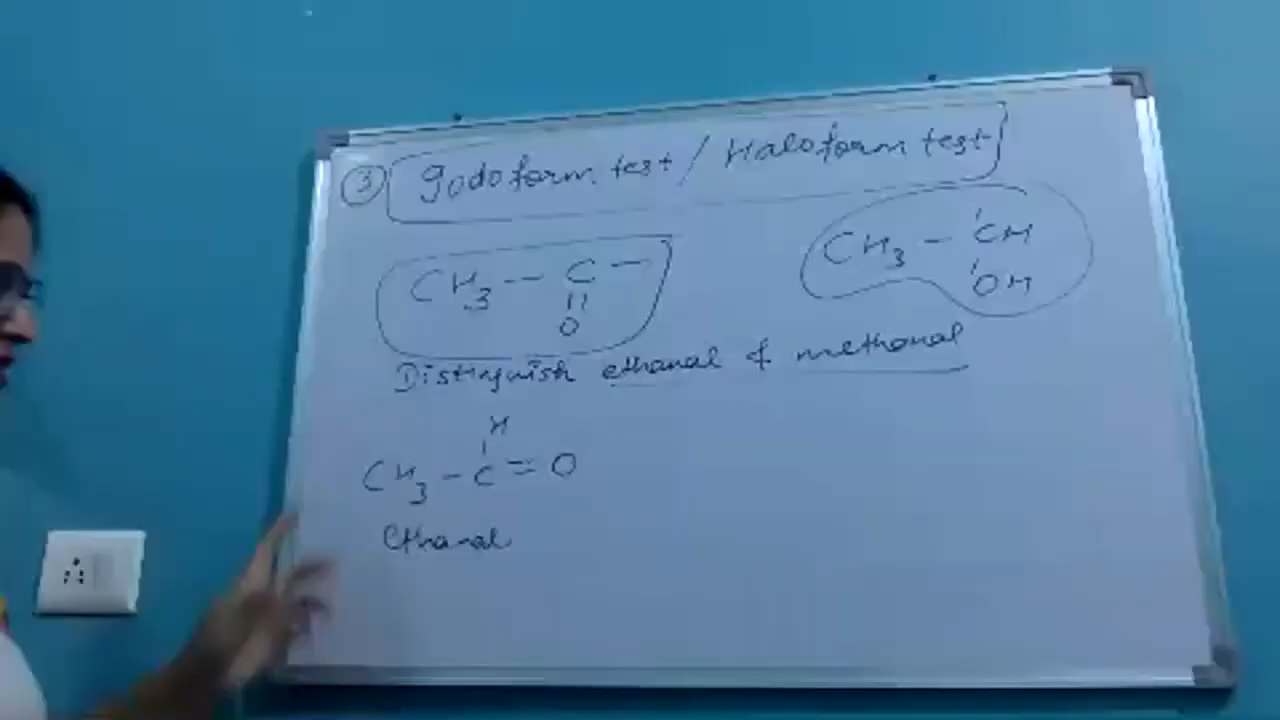 ③ Iodoform test / Haloform test
CH₃ – C –
||
O
CH₃ – CH
OH
Distinguish ethanal & methanal
H
CH₃ – C = O
Ethanal